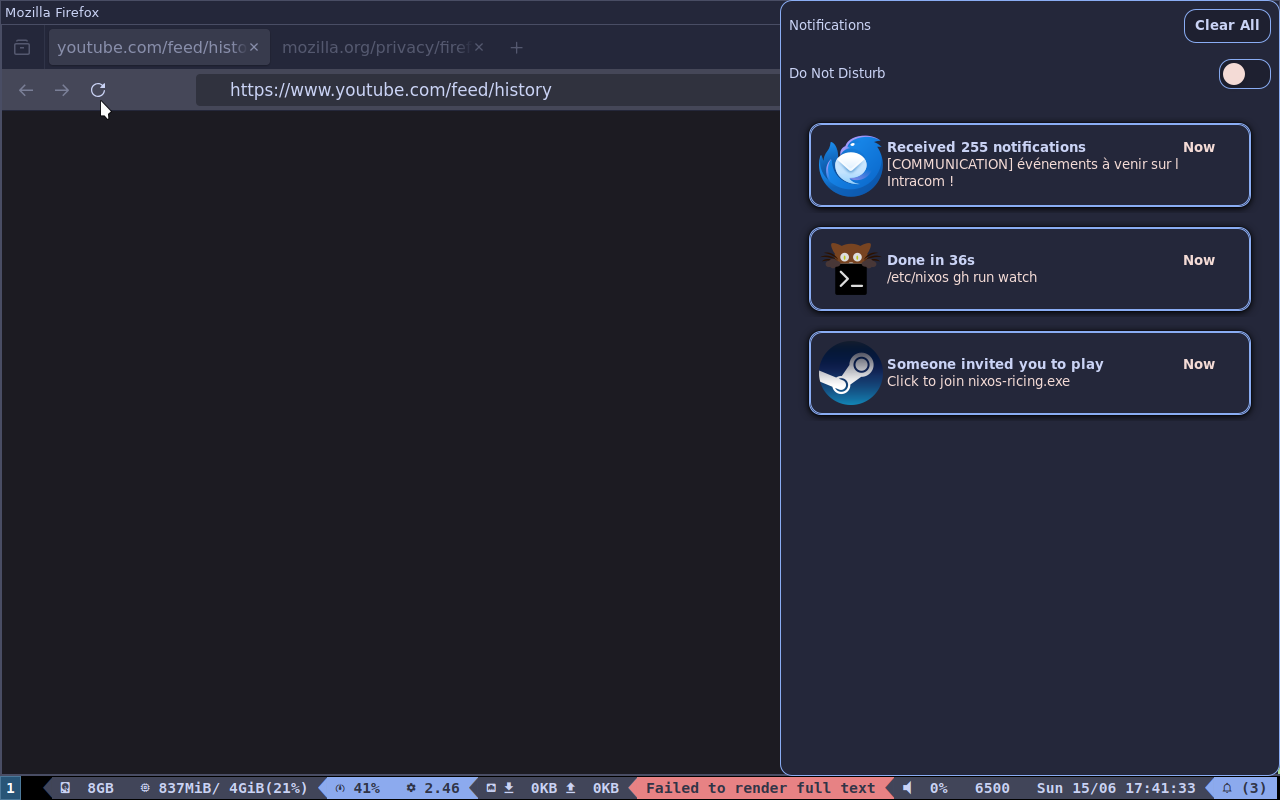 Mozilla Firefox
youtube.com/feed/histo
mozilla.org/privacy/firef
https://www.youtube.com/feed/history
Notifications
Clear All
Do Not Disturb
Received 255 notifications Now
[COMMUNICATION] événements à venir sur l
Intracom !
Done in 36s Now
/etc/nixos gh run watch
Someone invited you to play Now
Click to join nixos-ricing.exe
1 8GB 837MiB/ 4GiB(21%) 41% 2.46 0KB 0KB Failed to render full text 0% 6500 Sun 15/06 17:41:33 (3)